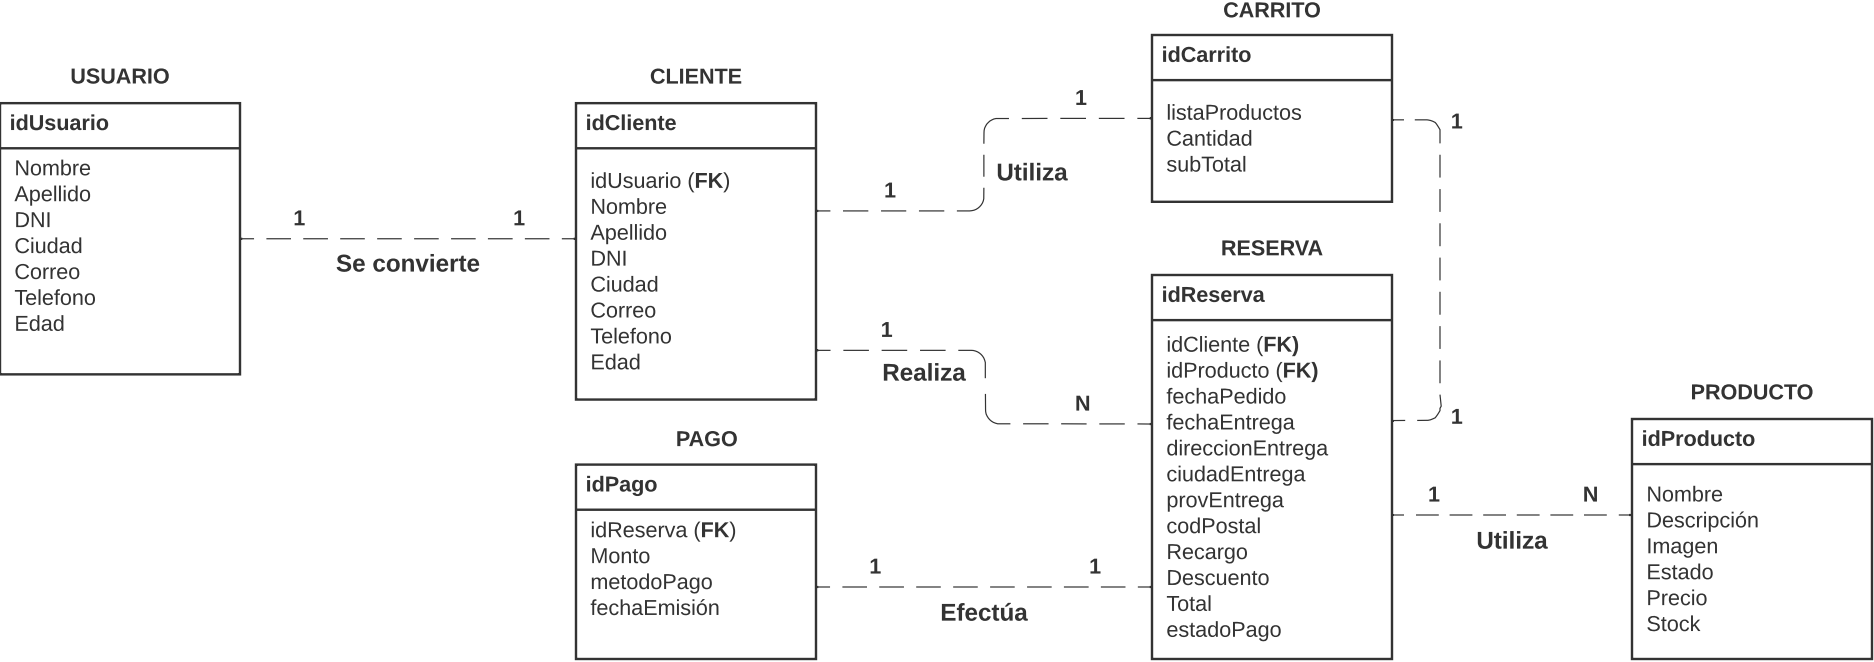 USUARIO
idUsuario
Nombre
Apellido
DNI
Ciudad
Correo
Telefono
Edad
1
1
Se convierte
CLIENTE
idCliente
idUsuario (FK)
Nombre
Apellido
DNI
Ciudad
Correo
Telefono
Edad
1
1
Utiliza
1
Realiza
N
PAGO
idPago
idReserva (FK)
Monto
metodoPago
fechaEmisión
1
1
Efectúa
CARRITO
idCarrito
listaProductos
Cantidad
subTotal
1
1
RESERVA
idReserva
idCliente (FK)
idProducto (FK)
fechaPedido
fechaEntrega
direccionEntrega
ciudadEntrega
provEntrega
codPostal
Recargo
Descuento
Total
estadoPago
1
N
Utiliza
PRODUCTO
idProducto
Nombre
Descripción
Imagen
Estado
Precio
Stock